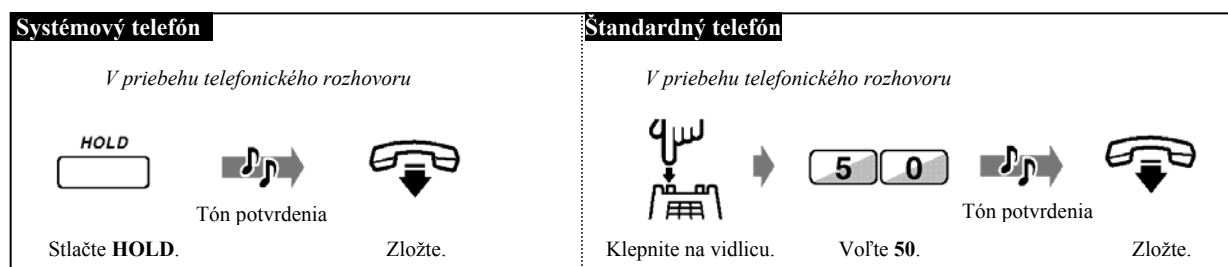 Systémový telefón
V priebehu telefonického rozhovoru
HOLD
Tón potvrdenia
Stlačte HOLD.
Zložte.
Štandardný telefón
V priebehu telefonického rozhovoru
5 0
Tón potvrdenia
Klepnite na vidlicu.
Voľte 50.
Zložte.